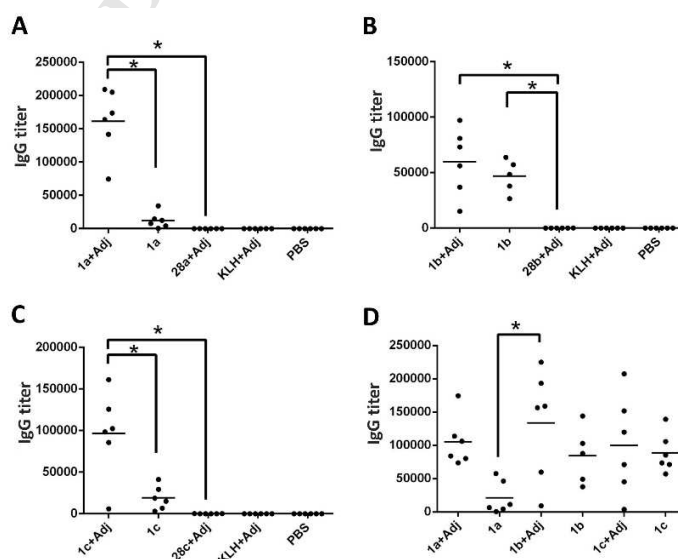 A
*
*
250000
200000
150000
100000
50000
0
IgG titer
1a+Adj
1a
28a+Adj
KLH+Adj
PBS
B
*
*
150000
100000
50000
0
IgG titer
1b+Adj
1b
28b+Adj
KLH+Adj
PBS
C
*
*
200000
150000
100000
50000
0
IgG titer
1c+Adj
1c
28c+Adj
KLH+Adj
PBS
D
*
250000
200000
150000
100000
50000
0
IgG titer
1a+Adj
1a
1b+Adj
1b
1c+Adj
1c